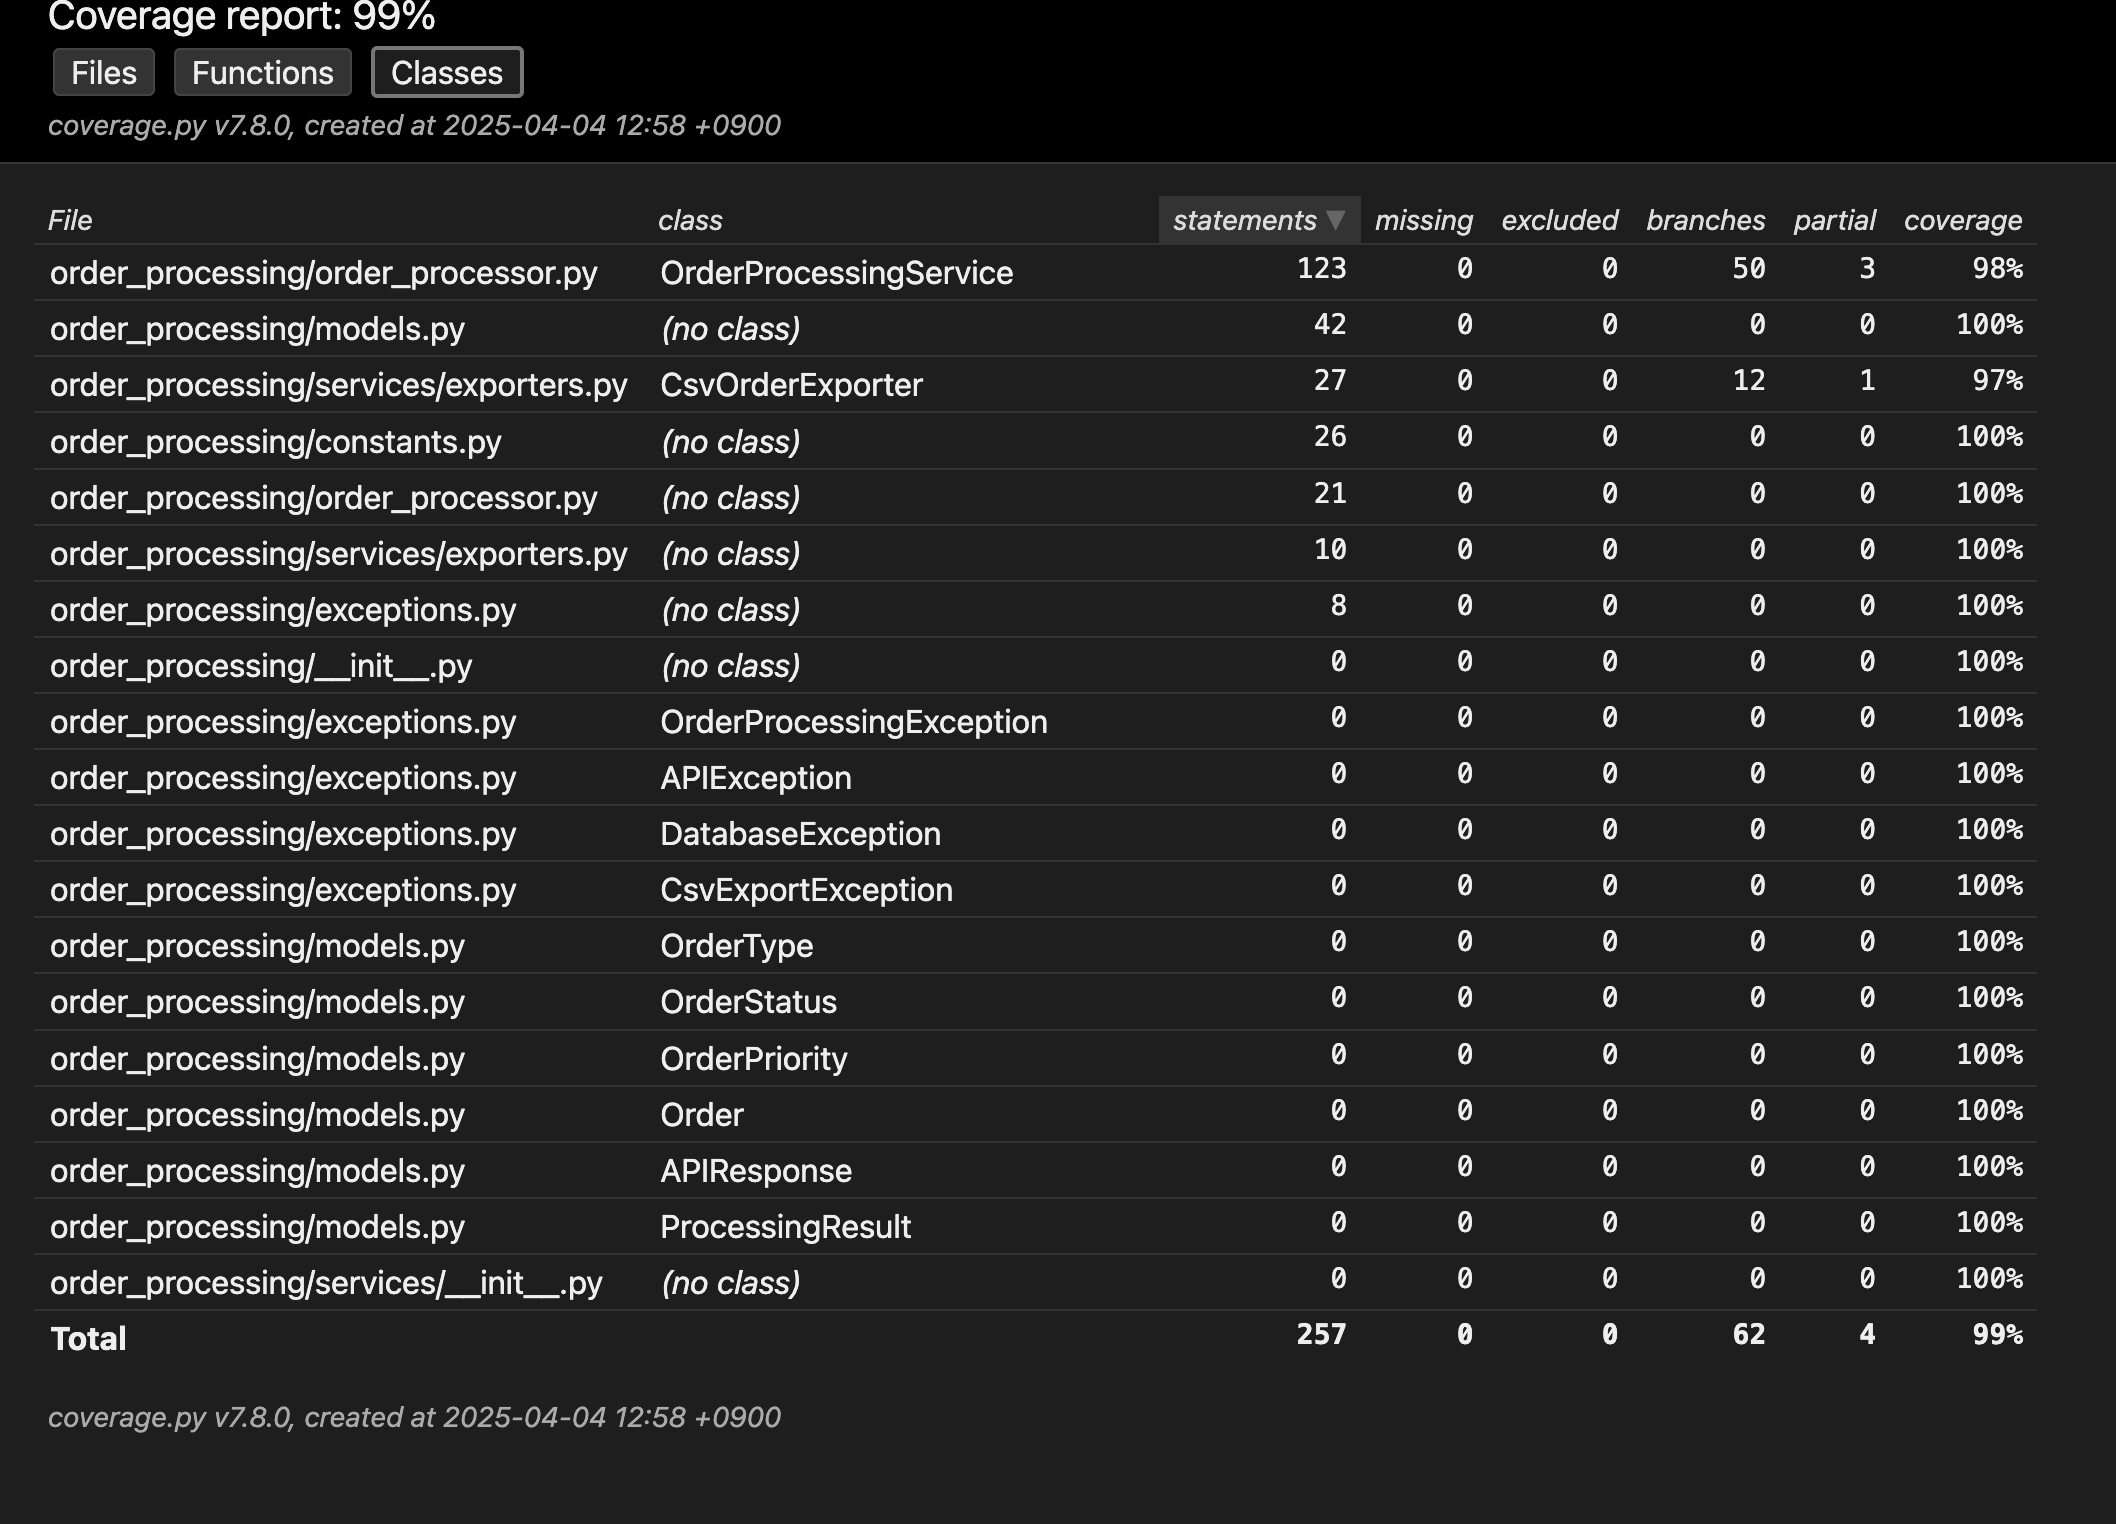 Coverage report: 99%
Files Functions Classes
coverage.py v7.8.0, created at 2025-04-04 12:58 +0900
File class statements ▼ missing excluded branches partial coverage
order_processing/order_processor.py OrderProcessingService 123 0 0 50 3 98%
order_processing/models.py (no class) 42 0 0 0 0 100%
order_processing/services/exporters.py CsvOrderExporter 27 0 0 12 1 97%
order_processing/constants.py (no class) 26 0 0 0 0 100%
order_processing/order_processor.py (no class) 21 0 0 0 0 100%
order_processing/services/exporters.py (no class) 10 0 0 0 0 100%
order_processing/exceptions.py (no class) 8 0 0 0 0 100%
order_processing/__init__.py (no class) 0 0 0 0 0 100%
order_processing/exceptions.py OrderProcessingException 0 0 0 0 0 100%
order_processing/exceptions.py APIException 0 0 0 0 0 100%
order_processing/exceptions.py DatabaseException 0 0 0 0 0 100%
order_processing/exceptions.py CsvExportException 0 0 0 0 0 100%
order_processing/models.py OrderType 0 0 0 0 0 100%
order_processing/models.py OrderStatus 0 0 0 0 0 100%
order_processing/models.py OrderPriority 0 0 0 0 0 100%
order_processing/models.py Order 0 0 0 0 0 100%
order_processing/models.py APIResponse 0 0 0 0 0 100%
order_processing/models.py ProcessingResult 0 0 0 0 0 100%
order_processing/services/__init__.py (no class) 0 0 0 0 0 100%
Total 257 0 0 62 4 99%
coverage.py v7.8.0, created at 2025-04-04 12:58 +0900